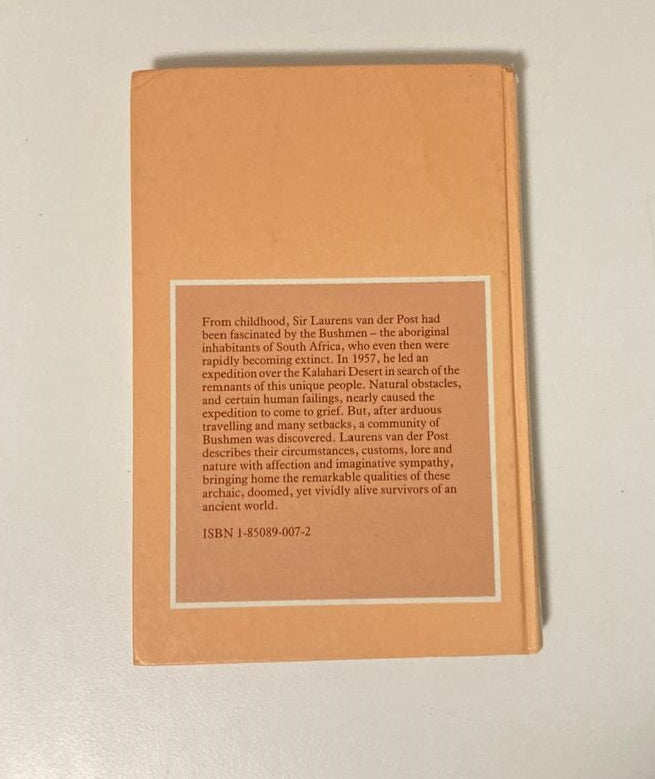 From childhood, Sir Laurens van der Post had
been fascinated by the Bushmen – the aboriginal
inhabitants of South Africa, who even then were
rapidly becoming extinct. In 1957, he led an
expedition over the Kalahari Desert in search of the
remnants of this unique people. Natural obstacles,
and certain human failings, nearly caused the
expedition to come to grief. But, after arduous
travelling and many setbacks, a community of
Bushmen was discovered. Laurens van der Post
describes their circumstances, customs, lore and
nature with affection and imaginative sympathy,
bringing home the remarkable qualities of these
archaic, doomed, yet vividly alive survivors of an
ancient world.
ISBN 1-85089-007-2